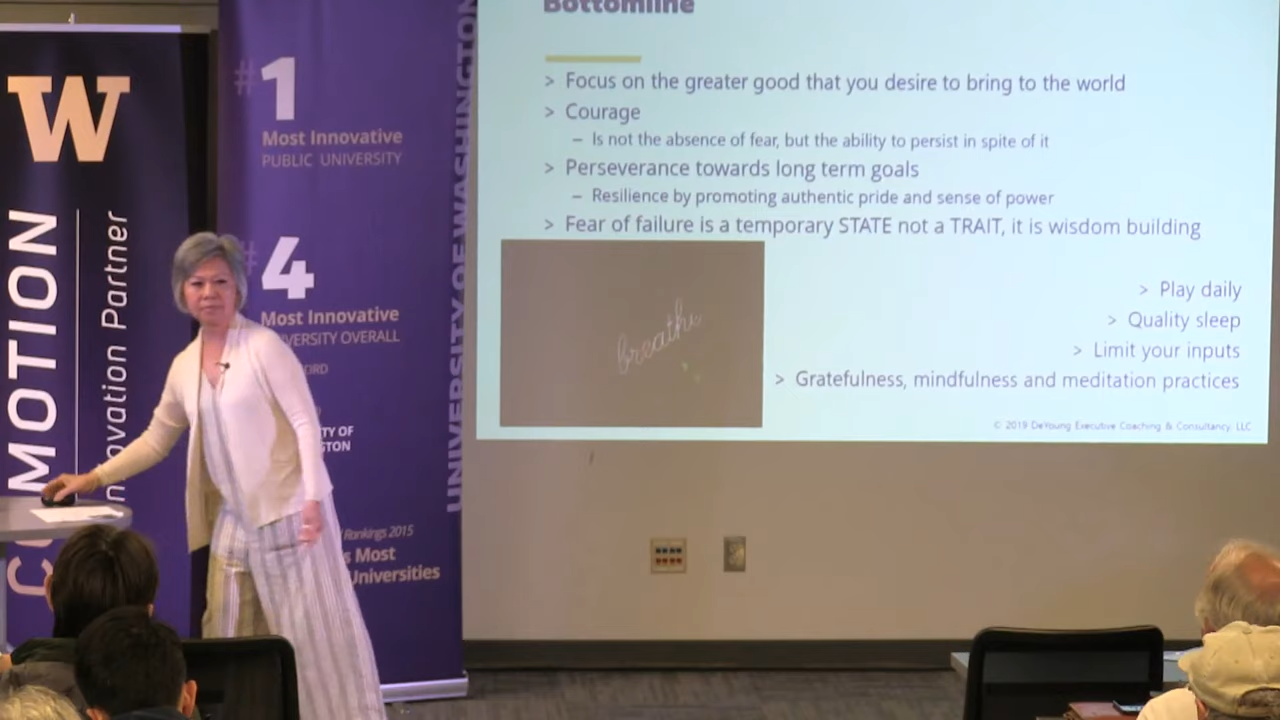 W
COMOTION
Innovation Partner
#1
Most Innovative
PUBLIC UNIVERSITY
#4
Most Innovative
UNIVERSITY OVERALL
Rankings 2015
Most
Universities
UNIVERSITY OF WASHINGTON
Bottomline
> Focus on the greater good that you desire to bring to the world
> Courage
– Is not the absence of fear, but the ability to persist in spite of it
> Perseverance towards long term goals
– Resilience by promoting authentic pride and sense of power
> Fear of failure is a temporary STATE not a TRAIT, it is wisdom building
breathe
> Play daily
> Quality sleep
> Limit your inputs
> Gratefulness, mindfulness and meditation practices
© 2019 DeYoung Executive Coaching & Consultancy, LLC